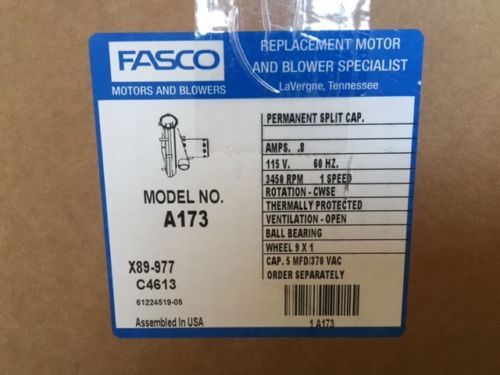 FASCO
MOTORS AND BLOWERS
REPLACEMENT MOTOR
AND BLOWER SPECIALIST
LaVergne, Tennessee
MODEL NO.
A173
X89-977
C4613
61224519-05
Assembled In USA
PERMANENT SPLIT CAP.
AMPS. .8
115 V. 60 HZ.
3450 RPM 1 SPEED
ROTATION - CWSE
THERMALLY PROTECTED
VENTILATION - OPEN
BALL BEARING
WHEEL 9 X 1
CAP. 5 MFD/370 VAC
ORDER SEPARATELY
1 A173